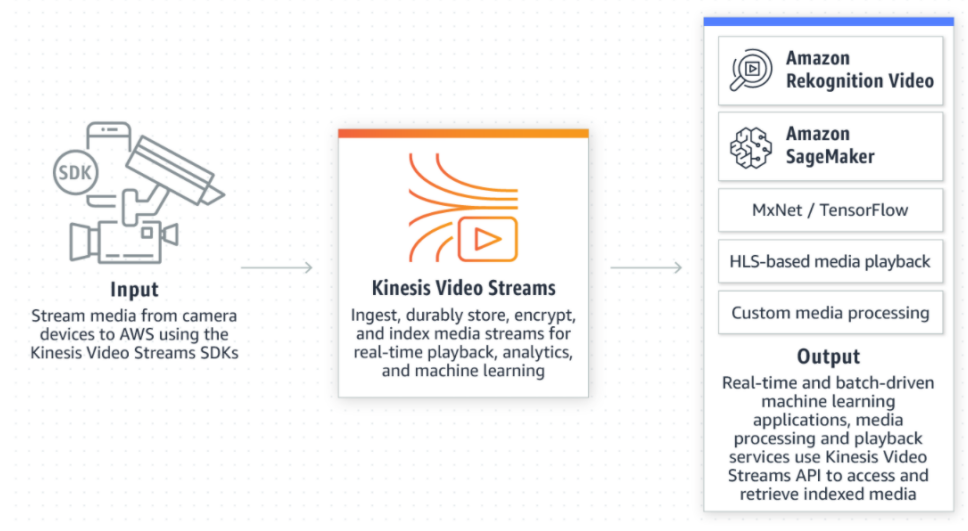 SDK
Input
Stream media from camera
devices to AWS using the
Kinesis Video Streams SDKs
Kinesis Video Streams
Ingest, durably store, encrypt,
and index media streams for
real-time playback, analytics,
and machine learning
Amazon
Rekognition Video
Amazon
SageMaker
MxNet / TensorFlow
HLS-based media playback
Custom media processing
Output
Real-time and batch-driven
machine learning
applications, media
processing and playback
services use Kinesis Video
Streams API to access and
retrieve indexed media